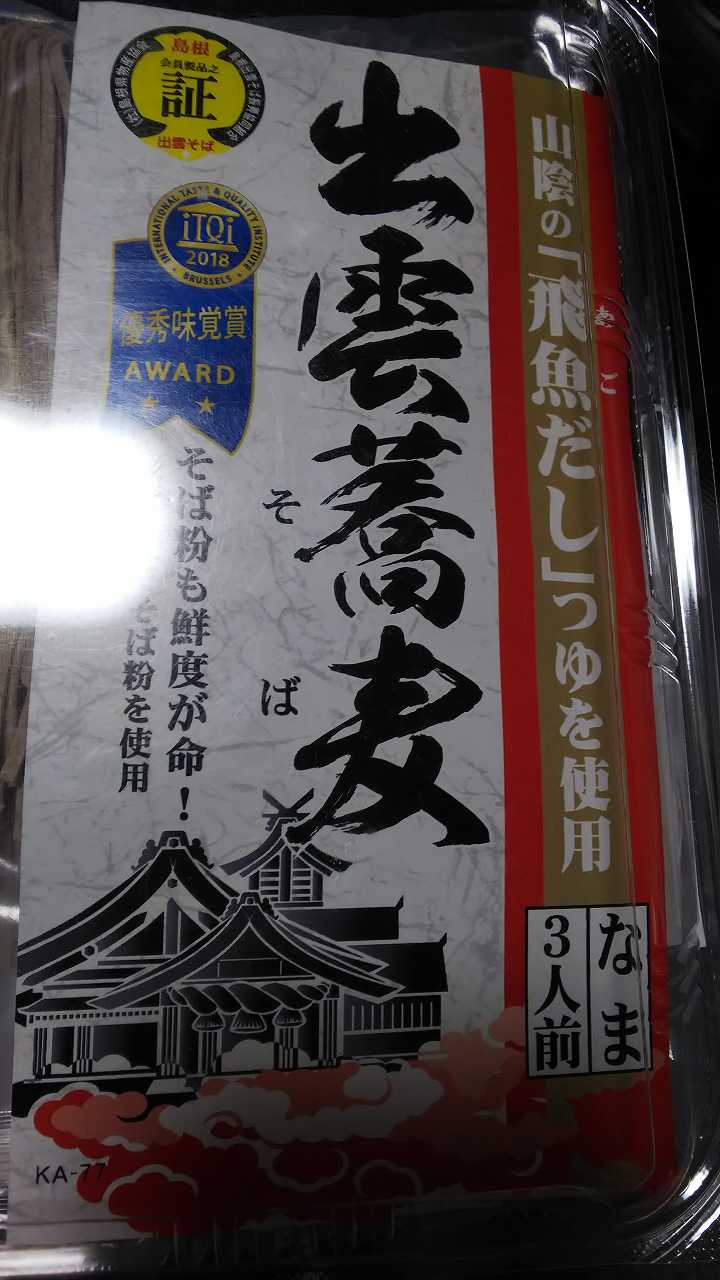 山陰の「飛魚だし」つゆを使用
あご
なま
3人前
出雲蕎麦
そば
島根
会員製品之
証
出雲そば
INTERNATIONAL TASTE & QUALITY INSTITUTE
iTQi
2018
BRUSSELS
優秀味覚賞
AWARD
そば粉も鮮度が命!
そば粉を使用
KA-77